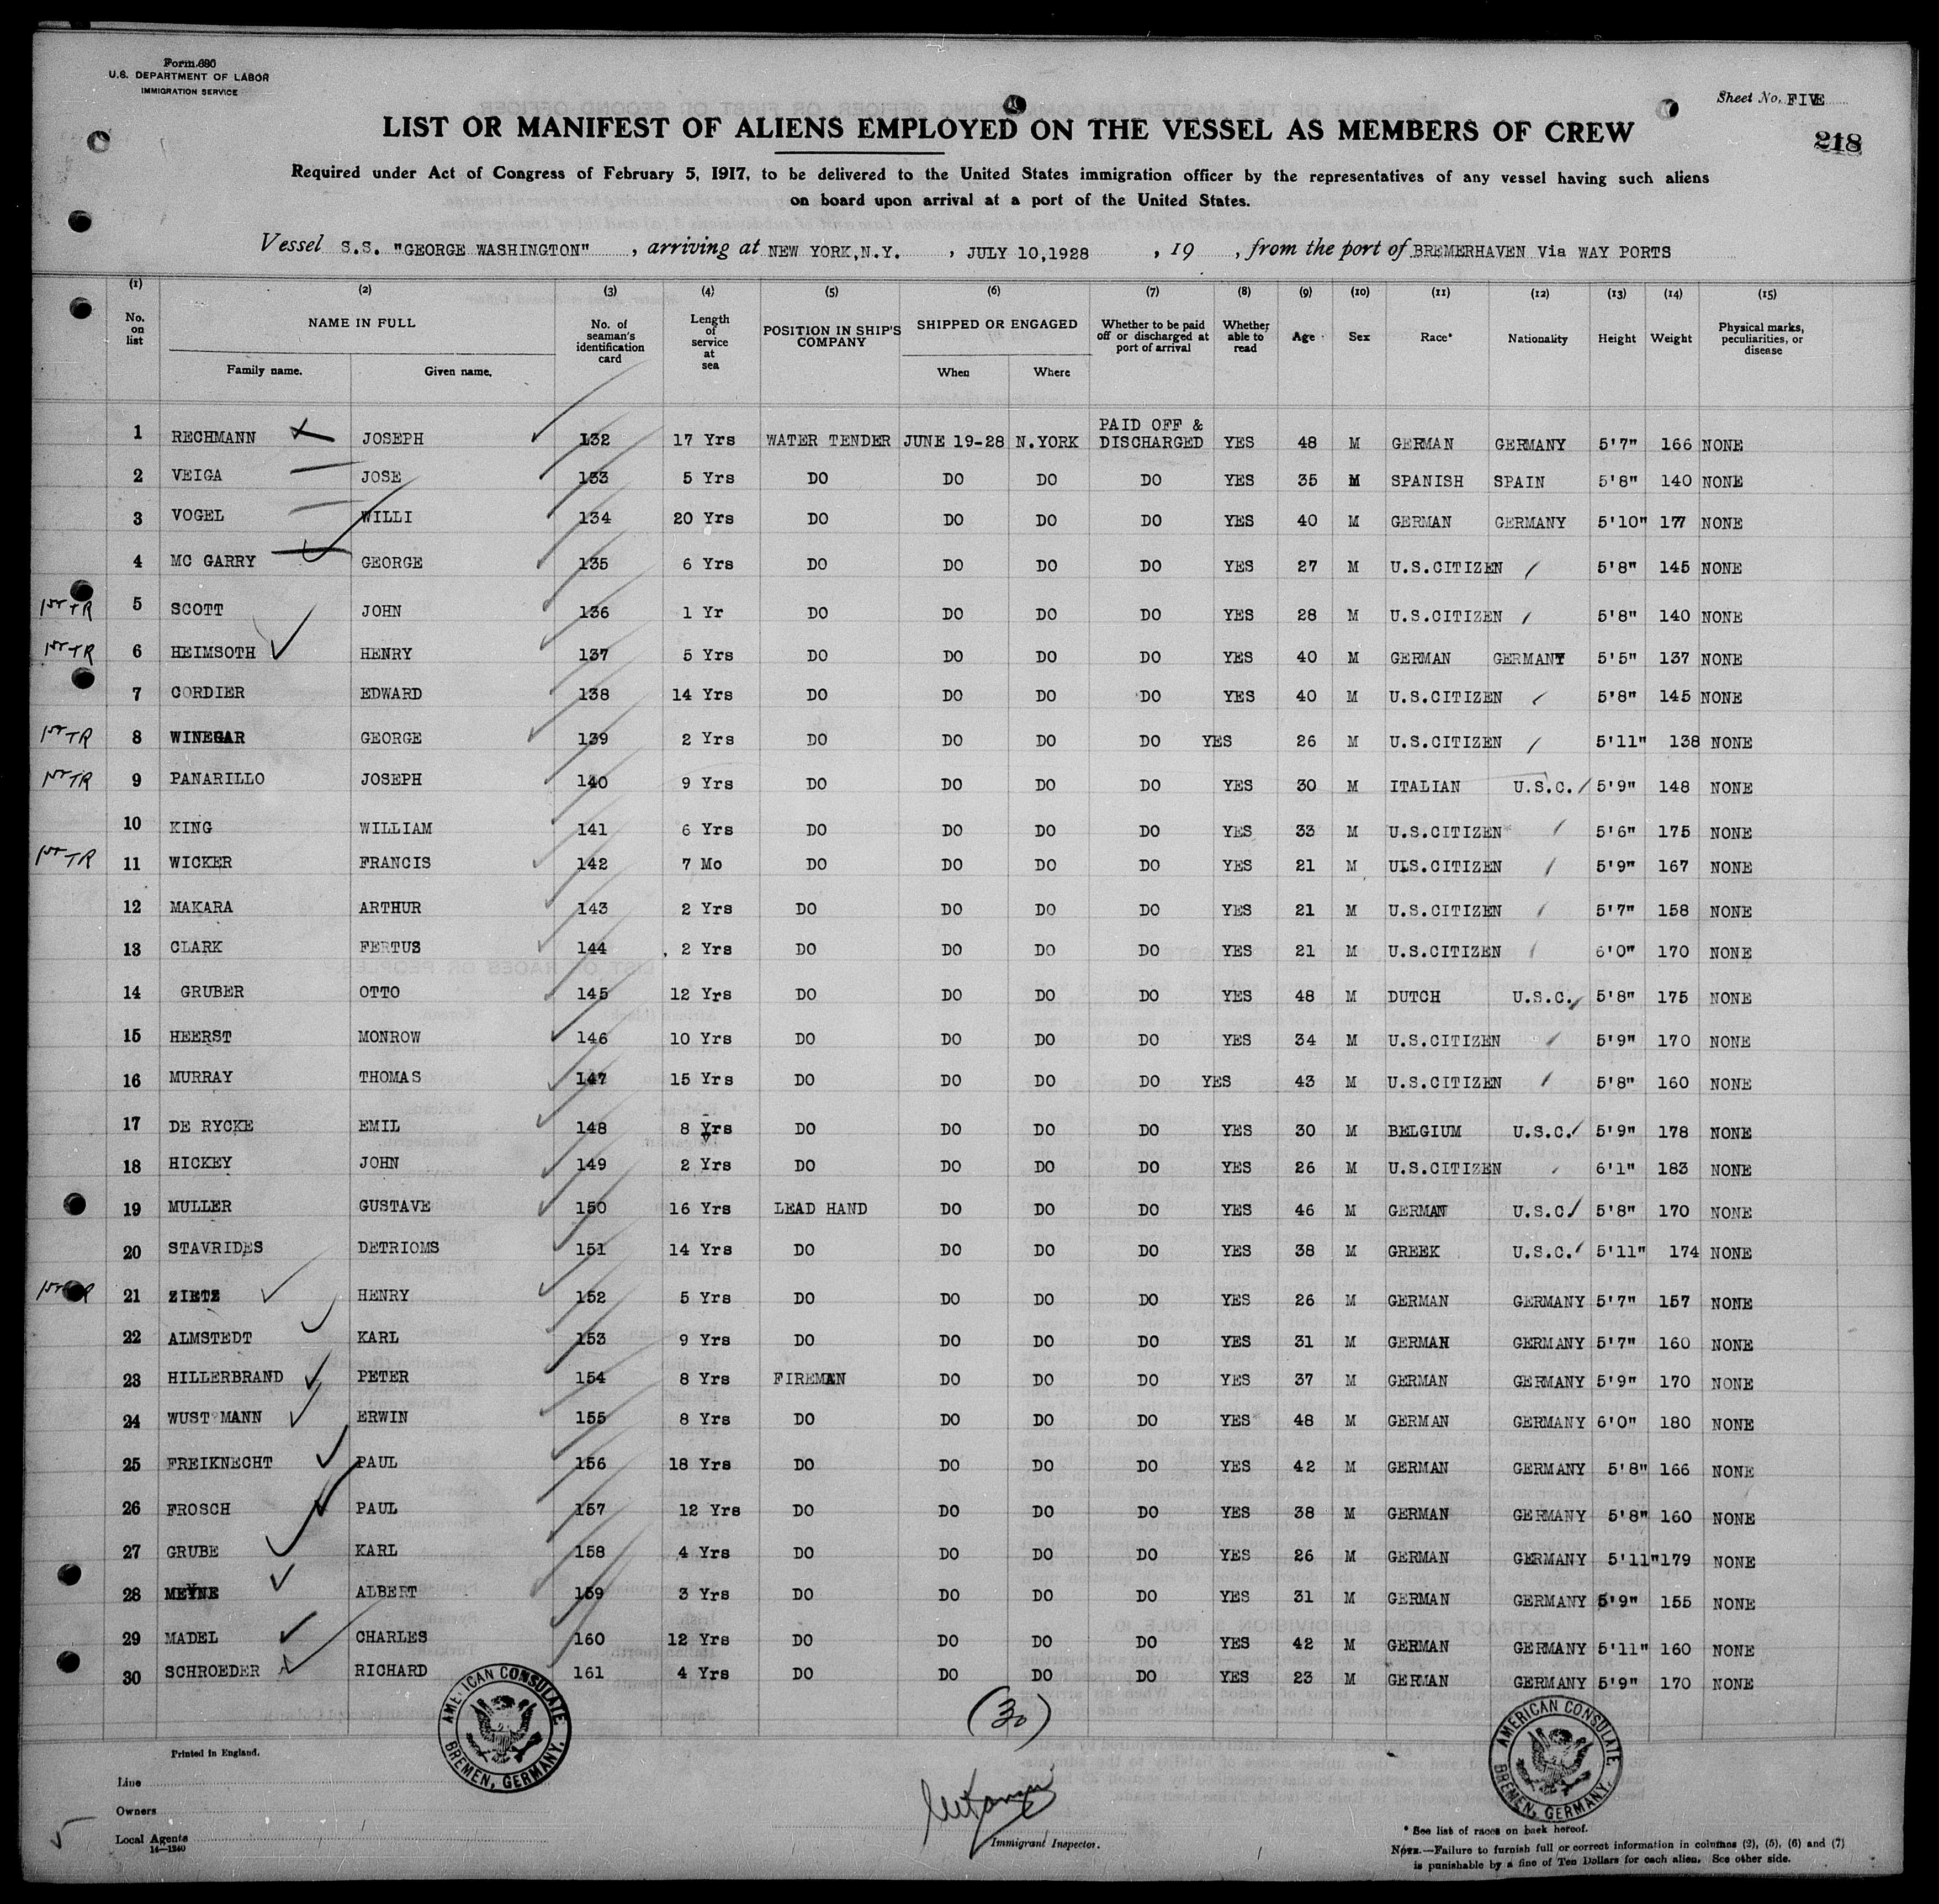 Form 680
U.S. DEPARTMENT OF LABOR
IMMIGRATION SERVICE
Sheet No. FIVE
218
LIST OR MANIFEST OF ALIENS EMPLOYED ON THE VESSEL AS MEMBERS OF CREW
Required under Act of Congress of February 5, 1917, to be delivered to the United States immigration officer by the representatives of any vessel having such aliens
on board upon arrival at a port of the United States.
Vessel S.S. "GEORGE WASHINGTON" , arriving at NEW YORK,N.Y. , JULY 10,1928 , 19 , from the port of BREMERHAVEN Via WAY PORTS
(1) (2) (3) (4) (5) (6) (7) (8) (9) (10) (11) (12) (13) (14) (15)
No. on list NAME IN FULL Family name. Given name. No. of seaman's identification card Length of service at sea POSITION IN SHIP'S COMPANY SHIPPED OR ENGAGED When Where Whether to be paid off or discharged at port of arrival Whether able to read Age Sex Race* Nationality Height Weight Physical marks, peculiarities, or disease
1 RECHMANN JOSEPH 132 17 Yrs WATER TENDER JUNE 19-28 N.YORK PAID OFF & DISCHARGED YES 48 M GERMAN GERMANY 5'7" 166 NONE
2 VEIGA JOSE 133 5 Yrs DO DO DO DO YES 35 M SPANISH SPAIN 5'8" 140 NONE
3 VOGEL WILLI 134 20 Yrs DO DO DO DO YES 40 M GERMAN GERMANY 5'10" 177 NONE
4 MC GARRY GEORGE 135 6 Yrs DO DO DO DO YES 27 M U.S.CITIZEN 5'8" 145 NONE
1st TR 5 SCOTT JOHN 136 1 Yr DO DO DO DO YES 28 M U.S.CITIZEN 5'8" 140 NONE
1st TR 6 HEIMSOTH HENRY 137 5 Yrs DO DO DO DO YES 40 M GERMAN GERMANY 5'5" 137 NONE
7 CORDIER EDWARD 138 14 Yrs DO DO DO DO YES 40 M U.S.CITIZEN 5'8" 145 NONE
1st TR 8 WINEGAR GEORGE 139 2 Yrs DO DO DO DO YES 26 M U.S.CITIZEN 5'11" 138 NONE
1st TR 9 PANARILLO JOSEPH 140 9 Yrs DO DO DO DO YES 30 M ITALIAN U.S.C. 5'9" 148 NONE
10 KING WILLIAM 141 6 Yrs DO DO DO DO YES 33 M U.S.CITIZEN 5'6" 175 NONE
1st TR 11 WICKER FRANCIS 142 7 Mo DO DO DO DO YES 21 M U.S.CITIZEN 5'9" 167 NONE
12 MAKARA ARTHUR 143 2 Yrs DO DO DO DO YES 21 M U.S.CITIZEN 5'7" 158 NONE
13 CLARK FERTUS 144 2 Yrs DO DO DO DO YES 21 M U.S.CITIZEN 6'0" 170 NONE
14 GRUBER OTTO 145 12 Yrs DO DO DO DO YES 48 M DUTCH U.S.C. 5'8" 175 NONE
15 HEERST MONROW 146 10 Yrs DO DO DO DO YES 34 M U.S.CITIZEN 5'9" 170 NONE
16 MURRAY THOMAS 147 15 Yrs DO DO DO DO YES 43 M U.S.CITIZEN 5'8" 160 NONE
17 DE RYCKE EMIL 148 8 Yrs DO DO DO DO YES 30 M BELGIUM U.S.C. 5'9" 178 NONE
18 HICKEY JOHN 149 2 Yrs DO DO DO DO YES 26 M U.S.CITIZEN 6'1" 183 NONE
19 MULLER GUSTAVE 150 16 Yrs LEAD HAND DO DO DO YES 46 M GERMAN U.S.C. 5'8" 170 NONE
20 STAVRIDES DETRIOMS 151 14 Yrs DO DO DO DO YES 38 M GREEK U.S.C. 5'11" 174 NONE
1st TR 21 ZIETZ HENRY 152 5 Yrs DO DO DO DO YES 26 M GERMAN GERMANY 5'7" 157 NONE
22 ALMSTEDT KARL 153 9 Yrs DO DO DO DO YES 31 M GERMAN GERMANY 5'7" 160 NONE
23 HILLERBRAND PETER 154 8 Yrs FIREMAN DO DO DO YES 37 M GERMAN GERMANY 5'9" 170 NONE
24 WUSTMANN ERWIN 155 8 Yrs DO DO DO DO YES 48 M GERMAN GERMANY 6'0" 180 NONE
25 FREIKNECHT PAUL 156 18 Yrs DO DO DO DO YES 42 M GERMAN GERMANY 5'8" 166 NONE
26 FROSCH PAUL 157 12 Yrs DO DO DO DO YES 38 M GERMAN GERMANY 5'8" 160 NONE
27 GRUBE KARL 158 4 Yrs DO DO DO DO YES 26 M GERMAN GERMANY 5'11" 179 NONE
28 MEYNE ALBERT 159 3 Yrs DO DO DO DO YES 31 M GERMAN GERMANY 5'9" 155 NONE
29 MADEL CHARLES 160 12 Yrs DO DO DO DO YES 42 M GERMAN GERMANY 5'11" 160 NONE
30 SCHROEDER RICHARD 161 4 Yrs DO DO DO DO YES 23 M GERMAN GERMANY 5'9" 170 NONE
(30)
AMERICAN CONSULATE BREMEN, GERMANY.
AMERICAN CONSULATE BREMEN, GERMANY.
Printed in England.
Line
Owners
Local Agents
14—1240
Immigrant Inspector.
* See list of races on back hereof.
NOTE.—Failure to furnish full or correct information in columns (2), (5), (6) and (7)
is punishable by a fine of Ten Dollars for each alien. See other side.
5